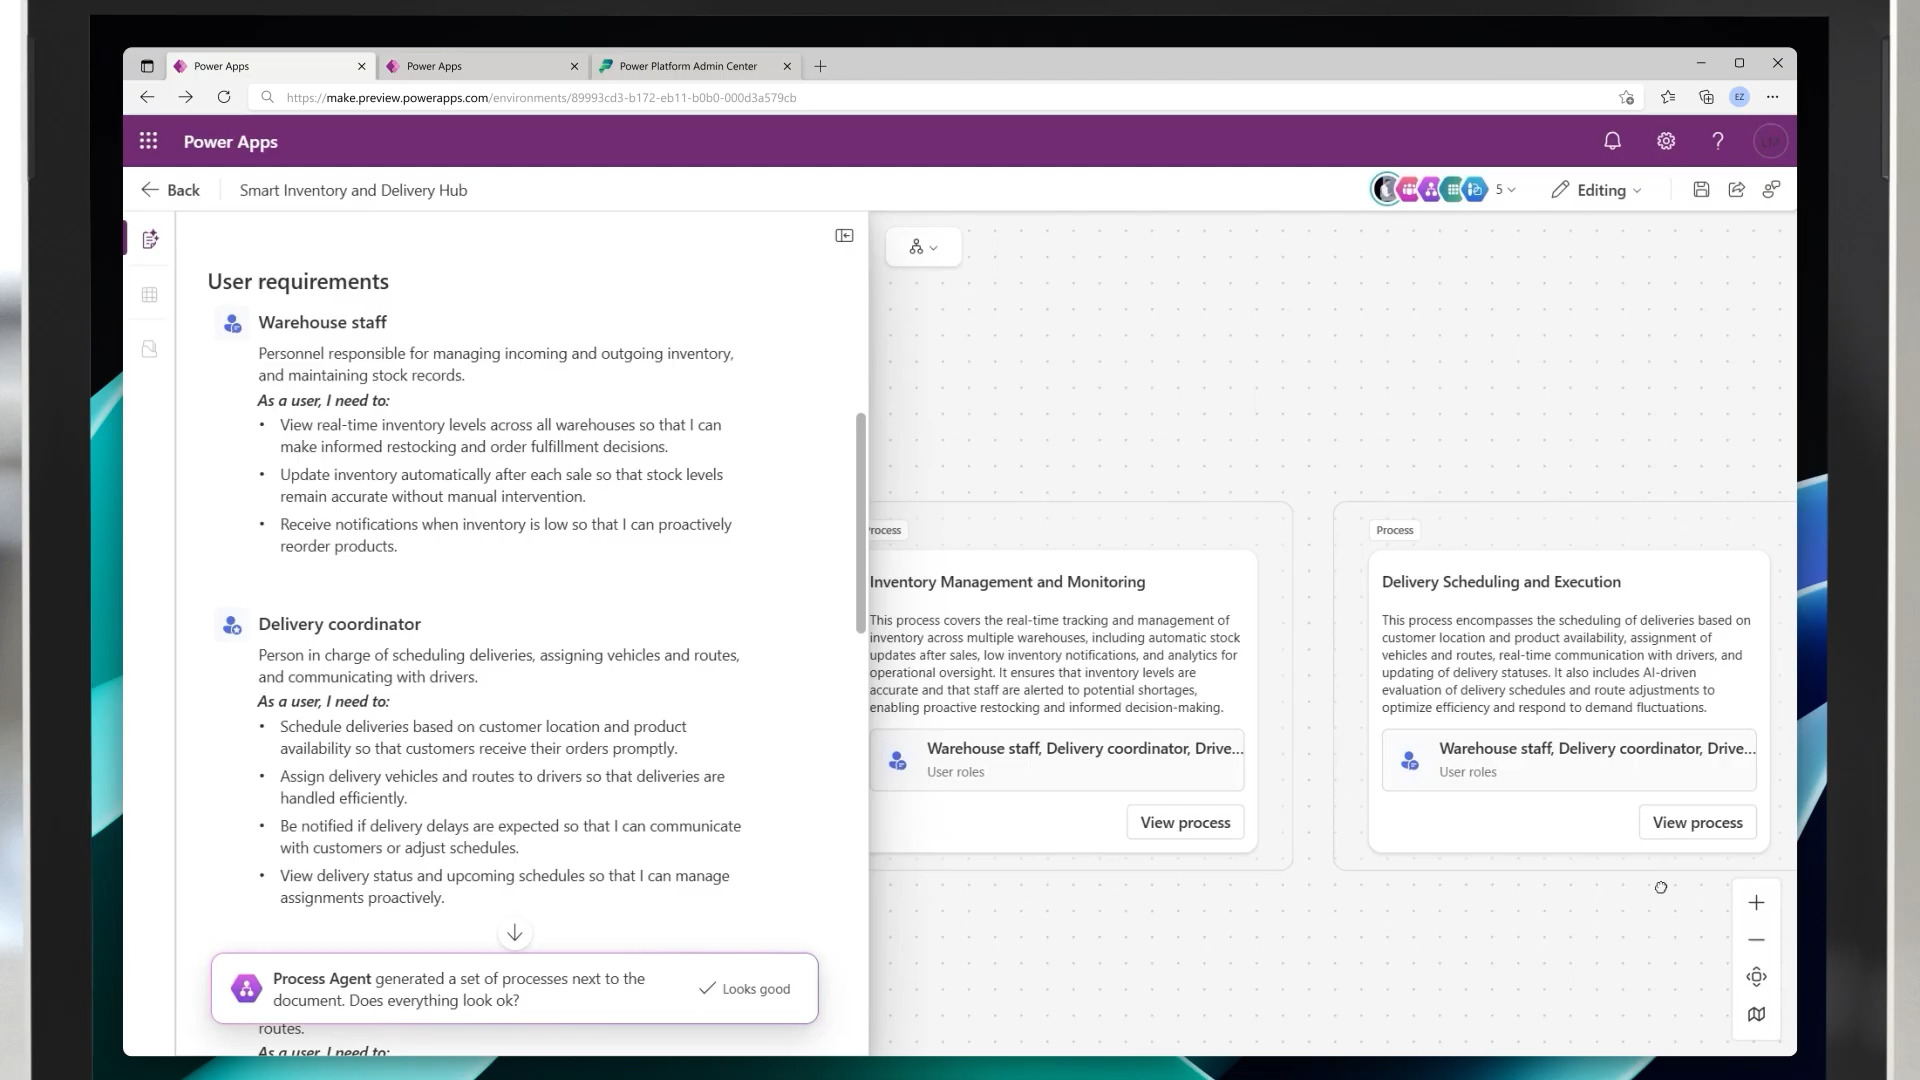 Power Apps
Power Apps
Power Platform Admin Center
https://make.preview.powerapps.com/environments/89993cd3-b172-eb11-b0b0-000d3a579cb
EZ
Power Apps
Back
Smart Inventory and Delivery Hub
5
Editing
User requirements
Warehouse staff
Personnel responsible for managing incoming and outgoing inventory,
and maintaining stock records.
As a user, I need to:
• View real-time inventory levels across all warehouses so that I can
make informed restocking and order fulfillment decisions.
• Update inventory automatically after each sale so that stock levels
remain accurate without manual intervention.
• Receive notifications when inventory is low so that I can proactively
reorder products.
Delivery coordinator
Person in charge of scheduling deliveries, assigning vehicles and routes,
and communicating with drivers.
As a user, I need to:
• Schedule deliveries based on customer location and product
availability so that customers receive their orders promptly.
• Assign delivery vehicles and routes to drivers so that deliveries are
handled efficiently.
• Be notified if delivery delays are expected so that I can communicate
with customers or adjust schedules.
• View delivery status and upcoming schedules so that I can manage
assignments proactively.
Process Agent generated a set of processes next to the
document. Does everything look ok?
Looks good
routes.
As a user, I need to:
rocess
Inventory Management and Monitoring
This process covers the real-time tracking and management of
inventory across multiple warehouses, including automatic stock
updates after sales, low inventory notifications, and analytics for
operational oversight. It ensures that inventory levels are
accurate and that staff are alerted to potential shortages,
enabling proactive restocking and informed decision-making.
Warehouse staff, Delivery coordinator, Drive...
User roles
View process
Process
Delivery Scheduling and Execution
This process encompasses the scheduling of deliveries based on
customer location and product availability, assignment of
vehicles and routes, real-time communication with drivers, and
updating of delivery statuses. It also includes AI-driven
evaluation of delivery schedules and route adjustments to
optimize efficiency and respond to demand fluctuations.
Warehouse staff, Delivery coordinator, Drive...
User roles
View process